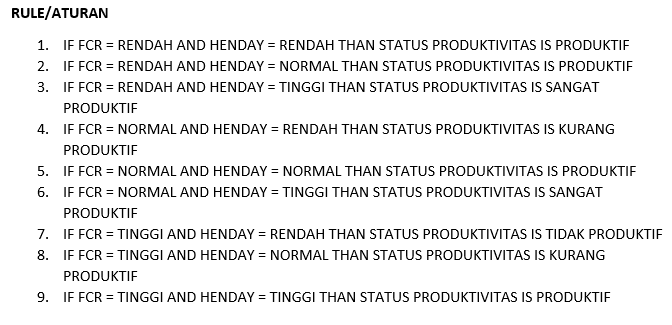 RULE/ATURAN
1. IF FCR = RENDAH AND HENDAY = RENDAH THAN STATUS PRODUKTIVITAS IS PRODUKTIF
2. IF FCR = RENDAH AND HENDAY = NORMAL THAN STATUS PRODUKTIVITAS IS PRODUKTIF
3. IF FCR = RENDAH AND HENDAY = TINGGI THAN STATUS PRODUKTIVITAS IS SANGAT
PRODUKTIF
4. IF FCR = NORMAL AND HENDAY = RENDAH THAN STATUS PRODUKTIVITAS IS KURANG
PRODUKTIF
5. IF FCR = NORMAL AND HENDAY = NORMAL THAN STATUS PRODUKTIVITAS IS PRODUKTIF
6. IF FCR = NORMAL AND HENDAY = TINGGI THAN STATUS PRODUKTIVITAS IS SANGAT
PRODUKTIF
7. IF FCR = TINGGI AND HENDAY = RENDAH THAN STATUS PRODUKTIVITAS IS TIDAK PRODUKTIF
8. IF FCR = TINGGI AND HENDAY = NORMAL THAN STATUS PRODUKTIVITAS IS KURANG
PRODUKTIF
9. IF FCR = TINGGI AND HENDAY = TINGGI THAN STATUS PRODUKTIVITAS IS PRODUKTIF